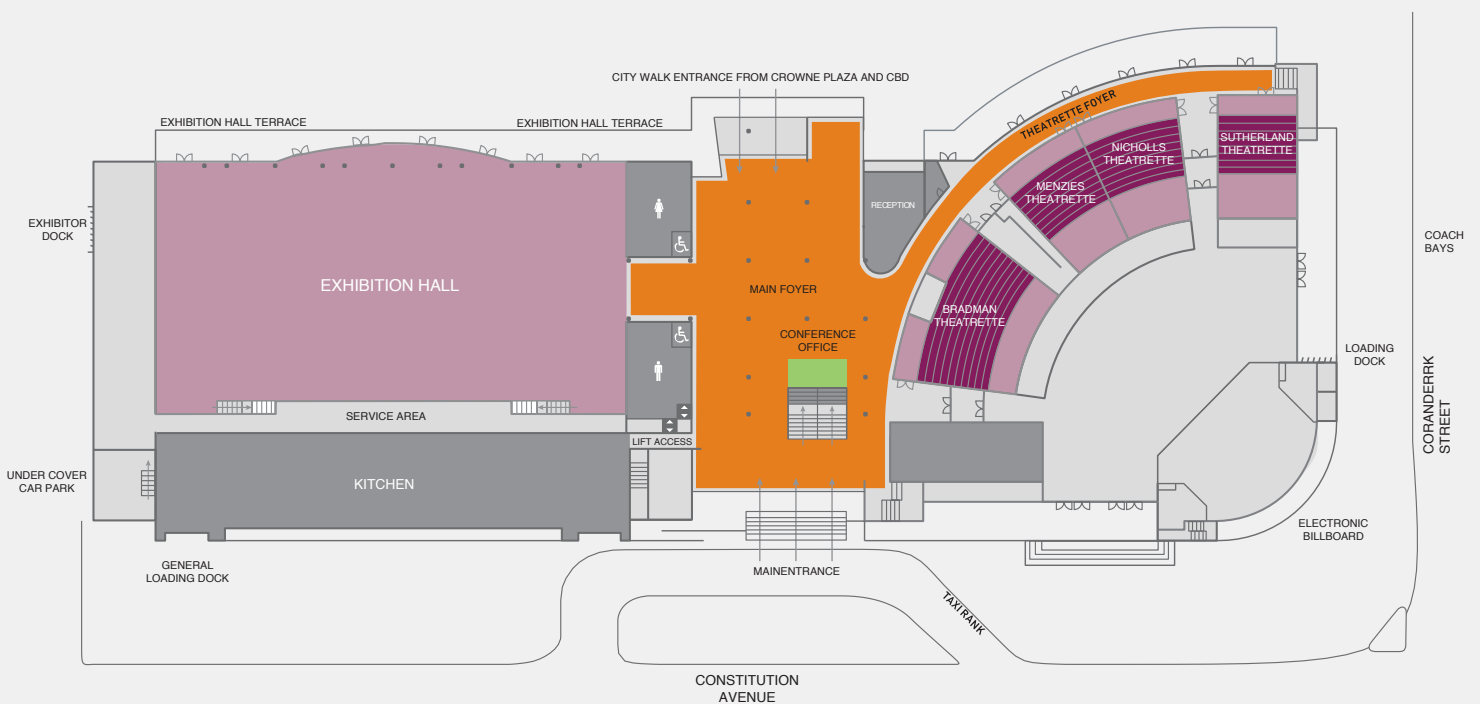 CITY WALK ENTRANCE FROM CROWNE PLAZA AND CBD
EXHIBITION HALL TERRACE
EXHIBITION HALL TERRACE
THEATRETTE FOYER
NICHOLLS
THEATRETTE
SUTHERLAND
THEATRETTE
MENZIES
THEATRETTE
RECEPTION
EXHIBITOR
DOCK
COACH
BAYS
EXHIBITION HALL
MAIN FOYER
BRADMAN
THEATRETTE
CONFERENCE
OFFICE
LOADING
DOCK
CORANDERRK
STREET
SERVICE AREA
LIFT ACCESS
UNDER COVER
CAR PARK
KITCHEN
ELECTRONIC
BILLBOARD
GENERAL
LOADING DOCK
MAINENTRANCE
TAXI RANK
CONSTITUTION
AVENUE